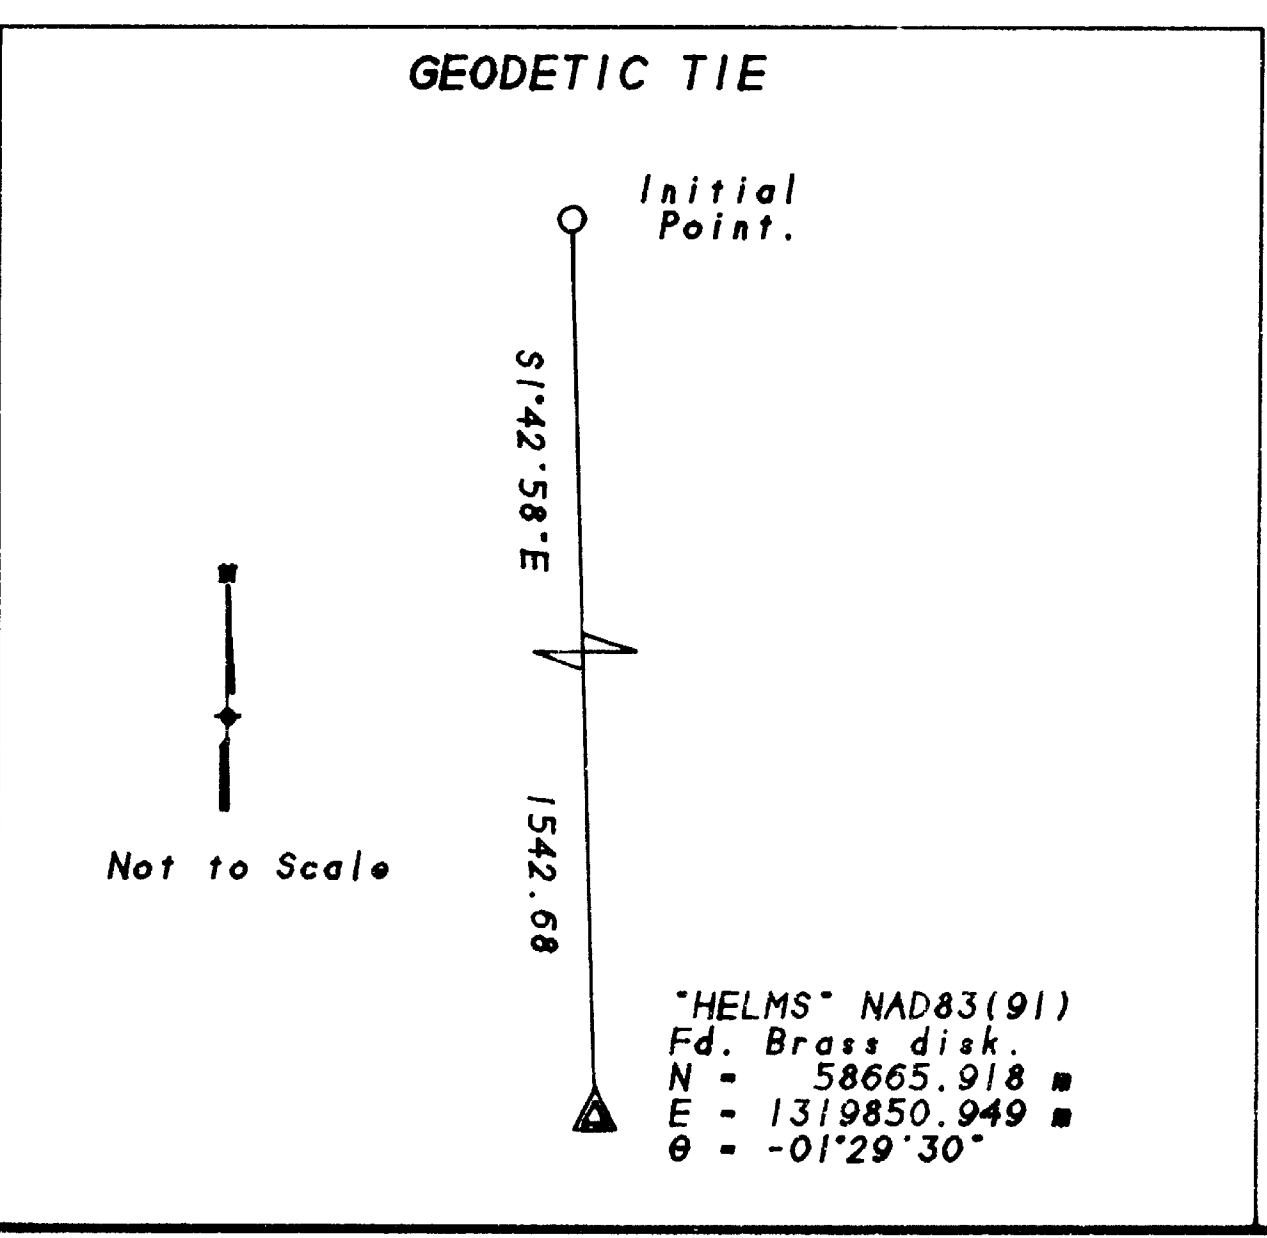 GEODETIC TIE
Initial
Point.
S1°42'58"E
1542.68
Not to Scale
"HELMS" NAD83(91)
Fd. Brass disk.
N = 58665.918 m
E = 1319850.949 m
θ = -01°29'30"